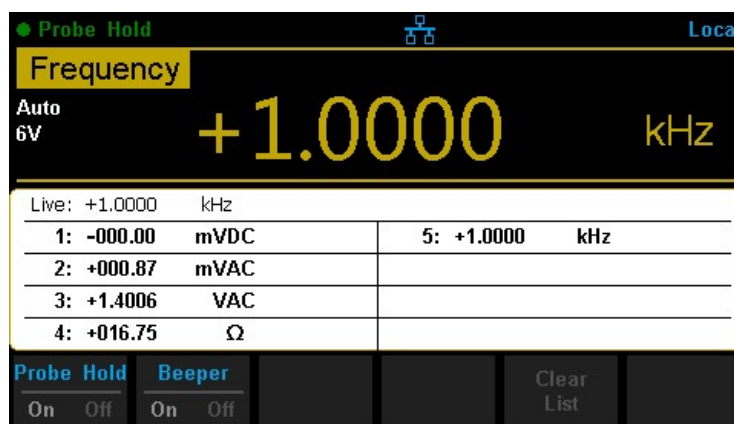 Probe Hold
Frequency
Auto
6V
+1.0000 kHz
Live: +1.0000 kHz
1: -000.00 mVDC
2: +000.87 mVAC
3: +1.4006 VAC
4: +016.75 Ω
5: +1.0000 kHz
Probe Hold
On Off
Beeper
On Off
Clear
List